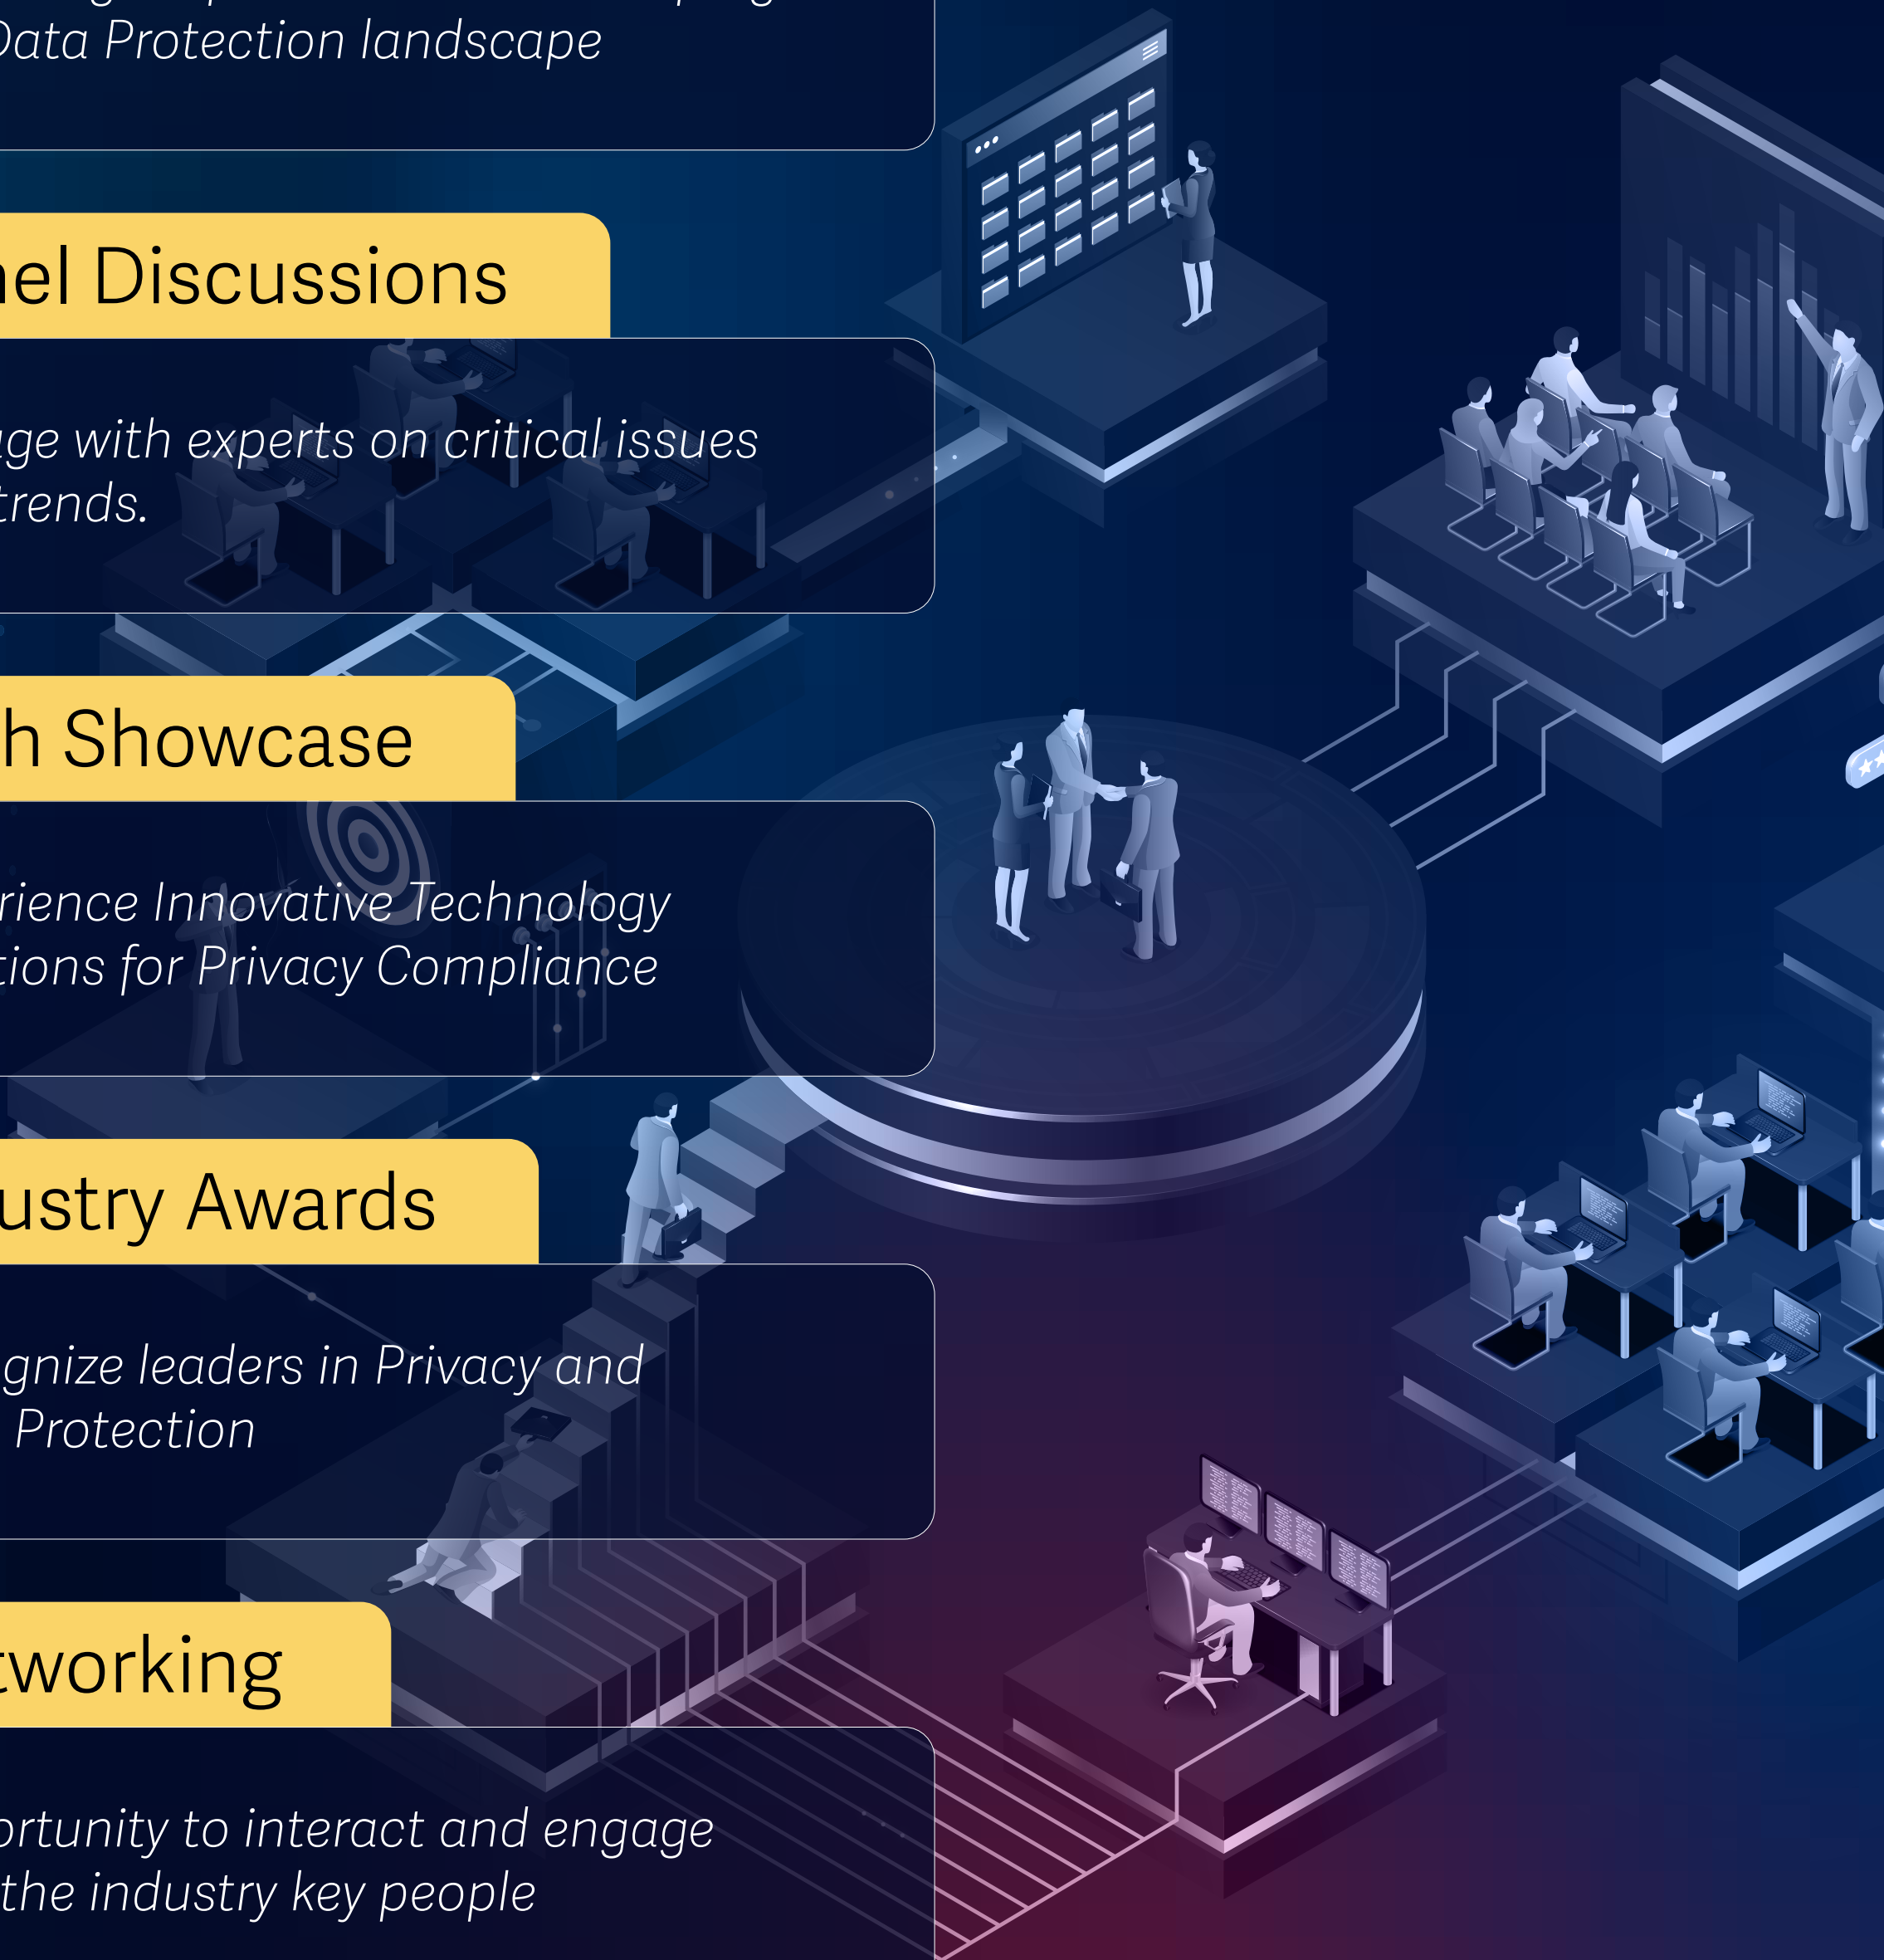 Data Protection landscape
nel Discussions
age with experts on critical issues
trends.
h Showcase
rience Innovative Technology
tions for Privacy Compliance
ustry Awards
gnize leaders in Privacy and
Protection
tworking
ortunity to interact and engage
the industry key people